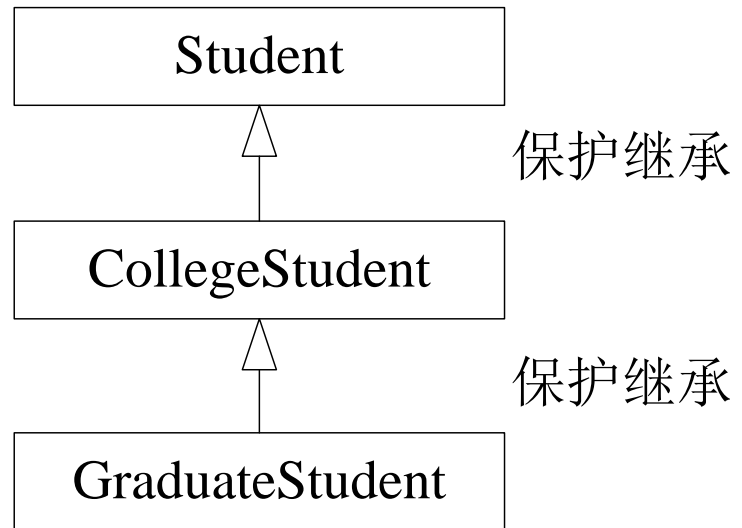 Student
保护继承
CollegeStudent
保护继承
GraduateStudent